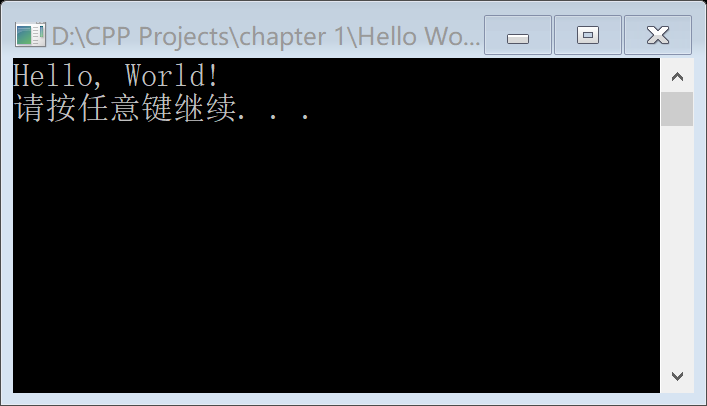 D:\CPP Projects\chapter 1\Hello Wo...
Hello, World!
请按任意键继续. . .